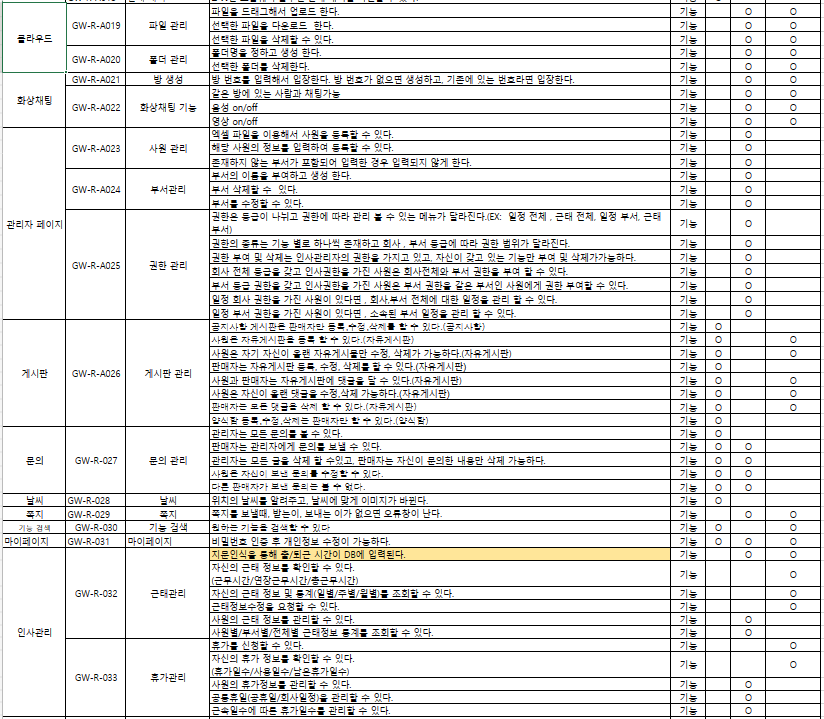 클라우드 GW-R-A019 파일 관리 파일을 드래그해서 업로드 한다. 기능 O O
선택한 파일을 다운로드 한다. 기능 O O
선택한 파일을 삭제할 수 있다. 기능 O O
GW-R-A020 폴더 관리 폴더명을 정하고 생성 한다. 기능 O O
선택한 폴더를 삭제한다. 기능 O O
화상채팅 GW-R-A021 방 생성 방 번호를 입력해서 입장한다. 방 번호가 없으면 생성하고, 기존에 있는 번호라면 입장한다. 기능 O O
GW-R-A022 화상채팅 기능 같은 방에 있는 사람과 채팅가능 기능 O O
음성 on/off 기능 O O
영상 on/off 기능 O O
관리자 페이지 GW-R-A023 사원 관리 엑셀 파일을 이용해서 사원을 등록할 수 있다. 기능 O
해당 사원의 정보를 입력하여 등록할 수 있다. 기능 O
존재하지 않는 부서가 포함되어 입력한 경우 입력되지 않게 한다. 기능 O
GW-R-A024 부서관리 부서의 이름을 부여하고 생성 한다. 기능 O
부서 삭제할 수 있다. 기능 O
부서를 수정할 수 있다. 기능 O
GW-R-A025 권한 관리 권한은 등급이 나뉘고 권한에 따라 관리 볼 수 있는 메뉴가 달라진다.(EX: 일정 전체 , 근태 전체, 일정 부서, 근태
부서) 기능 O
권한의 종류는 기능 별로 하나씩 존재하고 회사 , 부서 등급에 따라 권한 범위가 달라진다. 기능 O
권한 부여 및 삭제는 인사관리자의 권한을 가지고 있고, 자신이 갖고 있는 기능만 부여 및 삭제가가능하다. 기능 O
회사 전체 등급을 갖고 인사권한을 가진 사원은 회사전체와 부서 권한을 부여 할 수 있다. 기능 O
부서 등급 권한을 갖고 인사권한을 가진 사원은 부서 권한을 같은 부서인 사원에게 권한 부여할 수 있다. 기능 O
일정 회사 권한을 가진 사원이 있다면 , 회사,부서 전체에 대한 일정을 관리 할 수 있다. 기능 O
일정 부서 권한을 가진 사원이 있다면 , 소속된 부서 일정을 관리 할 수 있다. 기능 O
게시판 GW-R-A026 게시판 관리 공지사항 게시판은 판매자만 등록,수정,삭제를 할 수 있다.(공지사항) 기능 O
사원은 자유게시판을 등록 할 수 있다.(자유게시판) 기능 O O
사원은 자기 자신이 올랜 자유게시물만 수정, 삭제가 가능하다.(자유게시판) 기능 O O
판매자는 자유게시판 등록, 수정, 삭제를 할 수 있다.(자유게시판) 기능 O
사원과 판매자는 자유게시판에 댓글을 달 수 있다.(자유게시판) 기능 O O
사원은 자신이 올랜 댓글을 수정,삭제 가능하다.(자유게시판) 기능 O O
판매자는 모든 댓글을 삭제 할 수 있다.(자유게시판) 기능 O O
양식함 등록,수정,삭제는 판매자만 할 수 있다.(양식함) 기능 O
문의 GW-R-027 문의 관리 관리자는 모든 문의를 볼 수 있다. 기능 O
판매자는 관리자에게 문의를 보낼 수 있다. 기능 O O
관리자는 모든 글을 삭제 할 수있고, 판매자는 자신이 문의한 내용만 삭제 가능하다. 기능 O O
사원은 자신이 보낸 문의를 수정할 수 있다. 기능 O O
다른 판매자가 보낸 문의는 볼 수 없다. 기능 O O
날씨 GW-R-028 날씨 위치의 날씨를 알려주고, 날씨에 맞게 이미지가 바뀐다. 기능 O
쪽지 GW-R-029 쪽지 쪽지를 보낼때, 받는이, 보내는 이가 없으면 오류창이 난다. 기능 O O
기능 검색 GW-R-030 기능 검색 원하는 기능을 검색할 수 있다 기능 O O
마이페이지 GW-R-031 마이페이지 비밀번호 인증 후 개인정보 수정이 가능하다. 기능 O O O
인사관리 GW-R-032 근태관리 지문인식을 통해 출/퇴근 시간이 DB에 입력된다. 기능 O O
자신의 근태 정보를 확인할 수 있다.
(근무시간/연장근무시간/총근무시간) 기능 O
자신의 근태 정보 및 통계(일별/주별/월별)를 조회할 수 있다. 기능 O
근태정보수정을 요청할 수 있다. 기능 O
사원의 근태 정보를 관리할 수 있다. 기능 O
사원별/부서별/전체별 근태정보 통계를 조회할 수 있다. 기능 O
GW-R-033 휴가관리 휴가를 신청할 수 있다. 기능 O
자신의 휴가 정보를 확인할 수 있다.
(휴가일수/사용일수/남은휴가일수) 기능 O
사원의 휴가정보를 관리할 수 있다. 기능 O
공통휴일(공휴일/회사일정)을 관리할 수 있다. 기능 O
근속일수에 따른 휴가일수를 관리할 수 있다. 기능 O